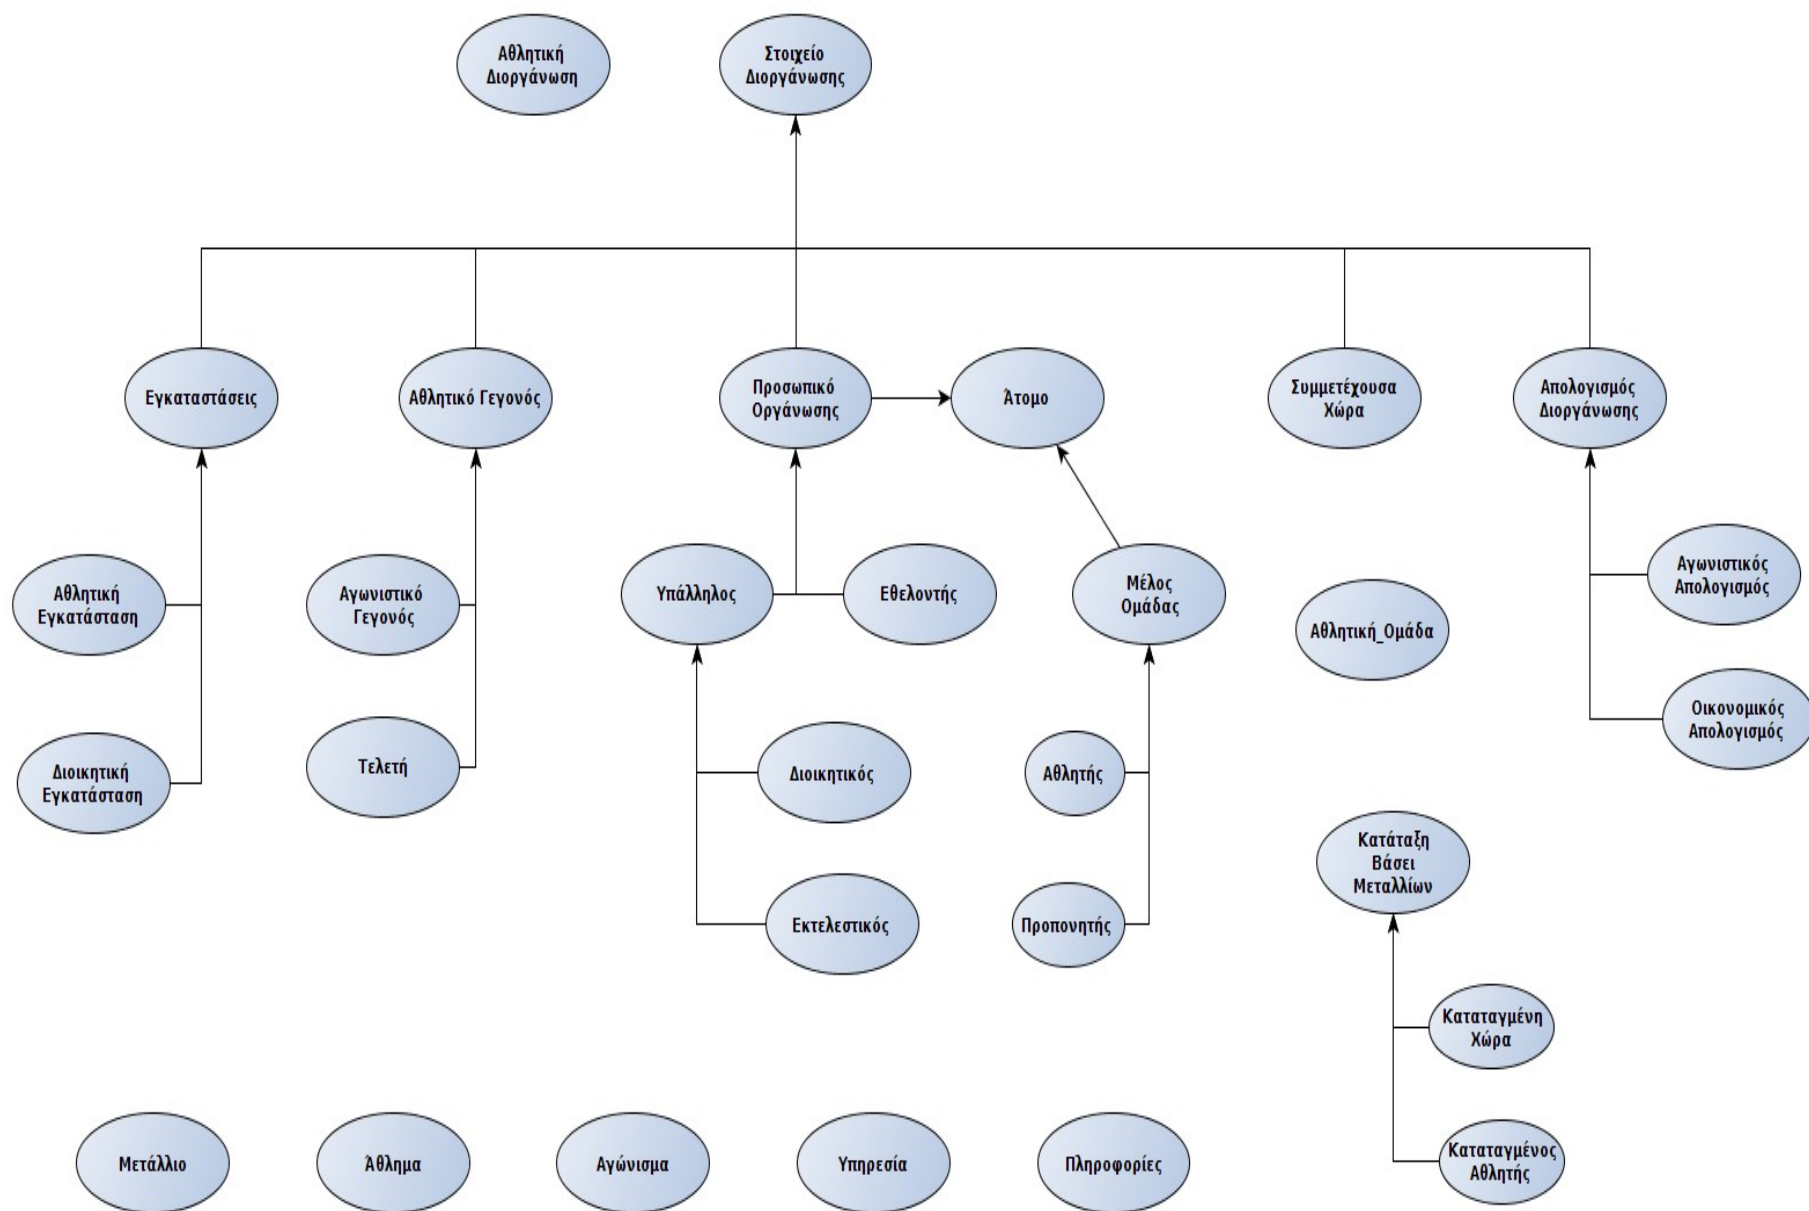 Αθλητική
Διοργάνωση
Στοιχείο
Διοργάνωσης
Εγκαταστάσεις
Αθλητικό Γεγονός
Προσωπικό
Οργάνωσης
Άτομο
Συμμετέχουσα
Χώρα
Απολογισμός
Διοργάνωσης
Αθλητική
Εγκατάσταση
Αγωνιστικό
Γεγονός
Υπάλληλος
Εθελοντής
Μέλος
Ομάδας
Αθλητική_Ομάδα
Αγωνιστικός
Απολογισμός
Διοικητική
Εγκατάσταση
Τελετή
Διοικητικός
Αθλητής
Οικονομικός
Απολογισμός
Εκτελεστικός
Προπονητής
Κατάταξη
Βάσει
Μεταλλίων
Καταταγμένη
Χώρα
Μετάλλιο
Άθλημα
Αγώνισμα
Υπηρεσία
Πληροφορίες
Καταταγμένος
Αθλητής